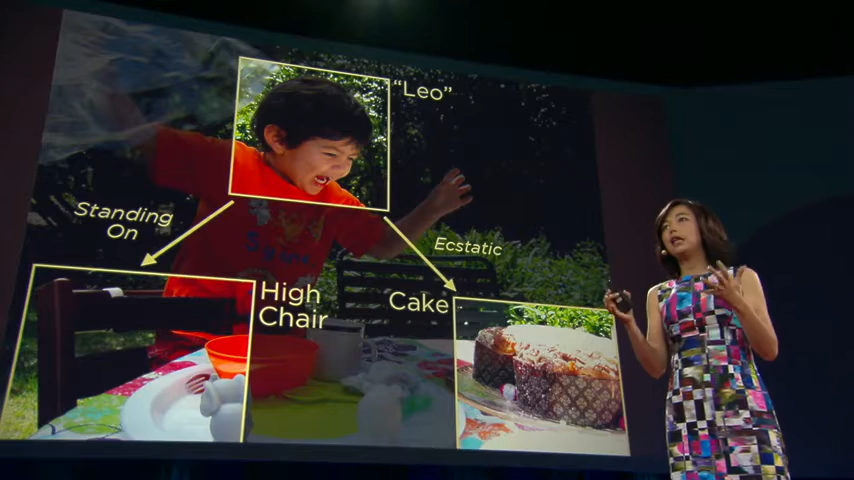 "Leo"
Standing
On
Ecstatic
High
Chair
Cake